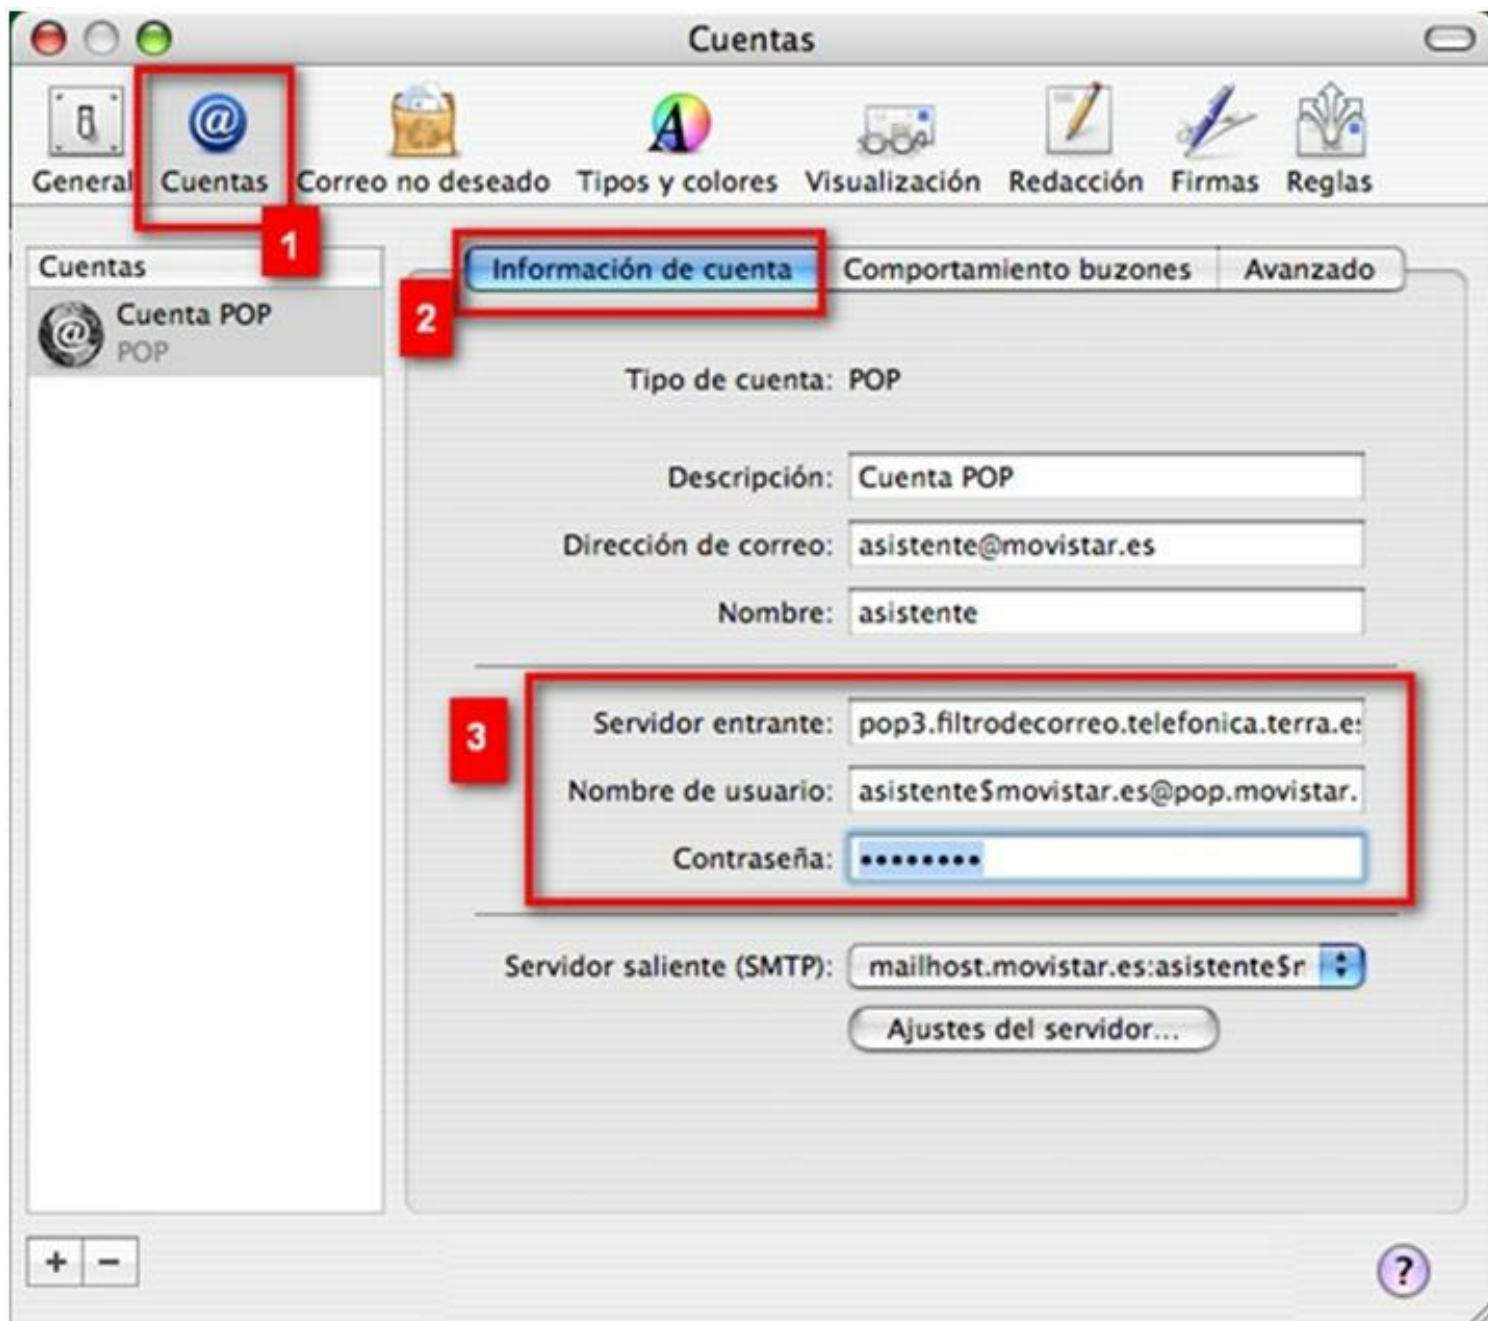 Cuentas
General Cuentas Correo no deseado Tipos y colores Visualización Redacción Firmas Reglas
1
Cuentas
Cuenta POP
POP
2
Información de cuenta Comportamiento buzones Avanzado
Tipo de cuenta: POP
Descripción: Cuenta POP
Dirección de correo: asistente@movistar.es
Nombre: asistente
3
Servidor entrante: pop3.filtrodecorreo.telefonica.terra.es
Nombre de usuario: asistente$movistar.es@pop.movistar.
Contraseña: ••••••••
Servidor saliente (SMTP): mailhost.movistar.es:asistente$r
Ajustes del servidor...
+ −
?